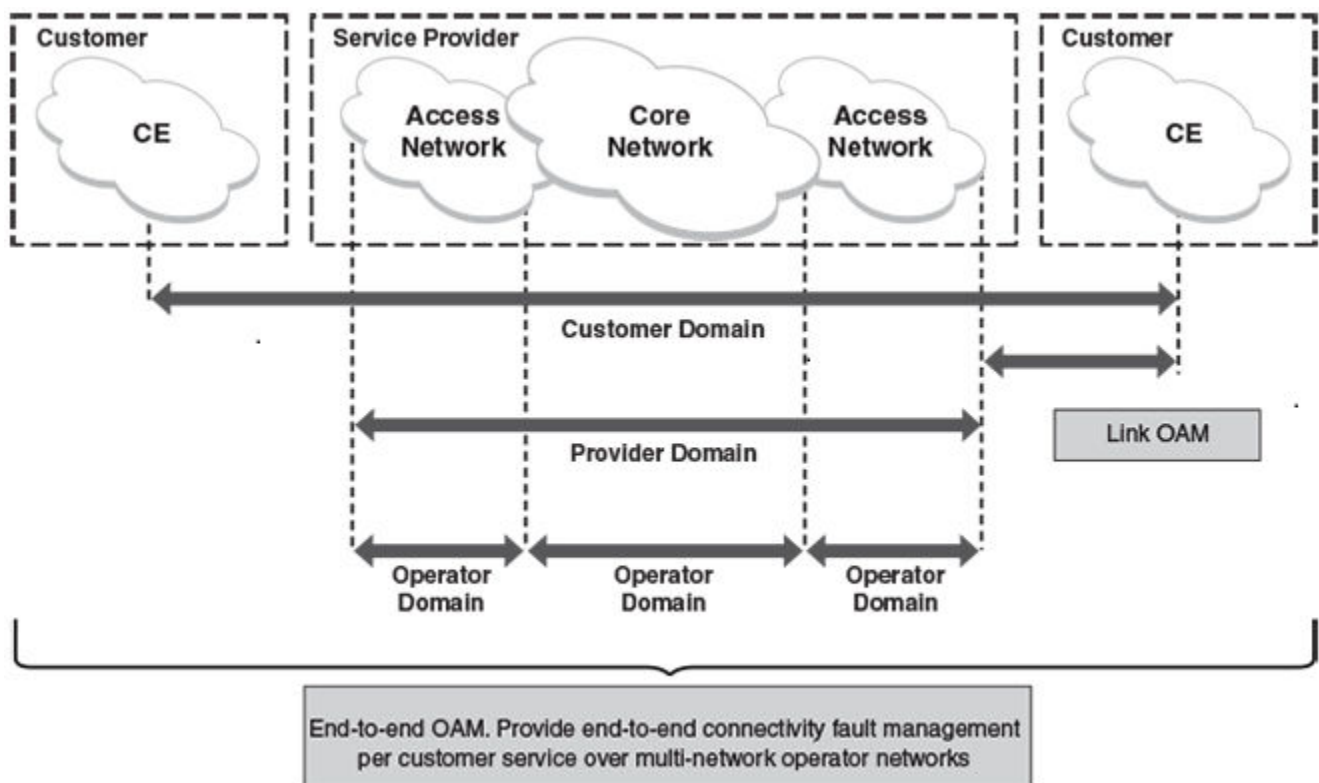 Customer
Service Provider
Customer
CE
Access
Network
Core
Network
Access
Network
CE
Customer Domain
Link OAM
Provider Domain
Operator
Domain
Operator
Domain
Operator
Domain
End-to-end OAM. Provide end-to-end connectivity fault management
per customer service over multi-network operator networks